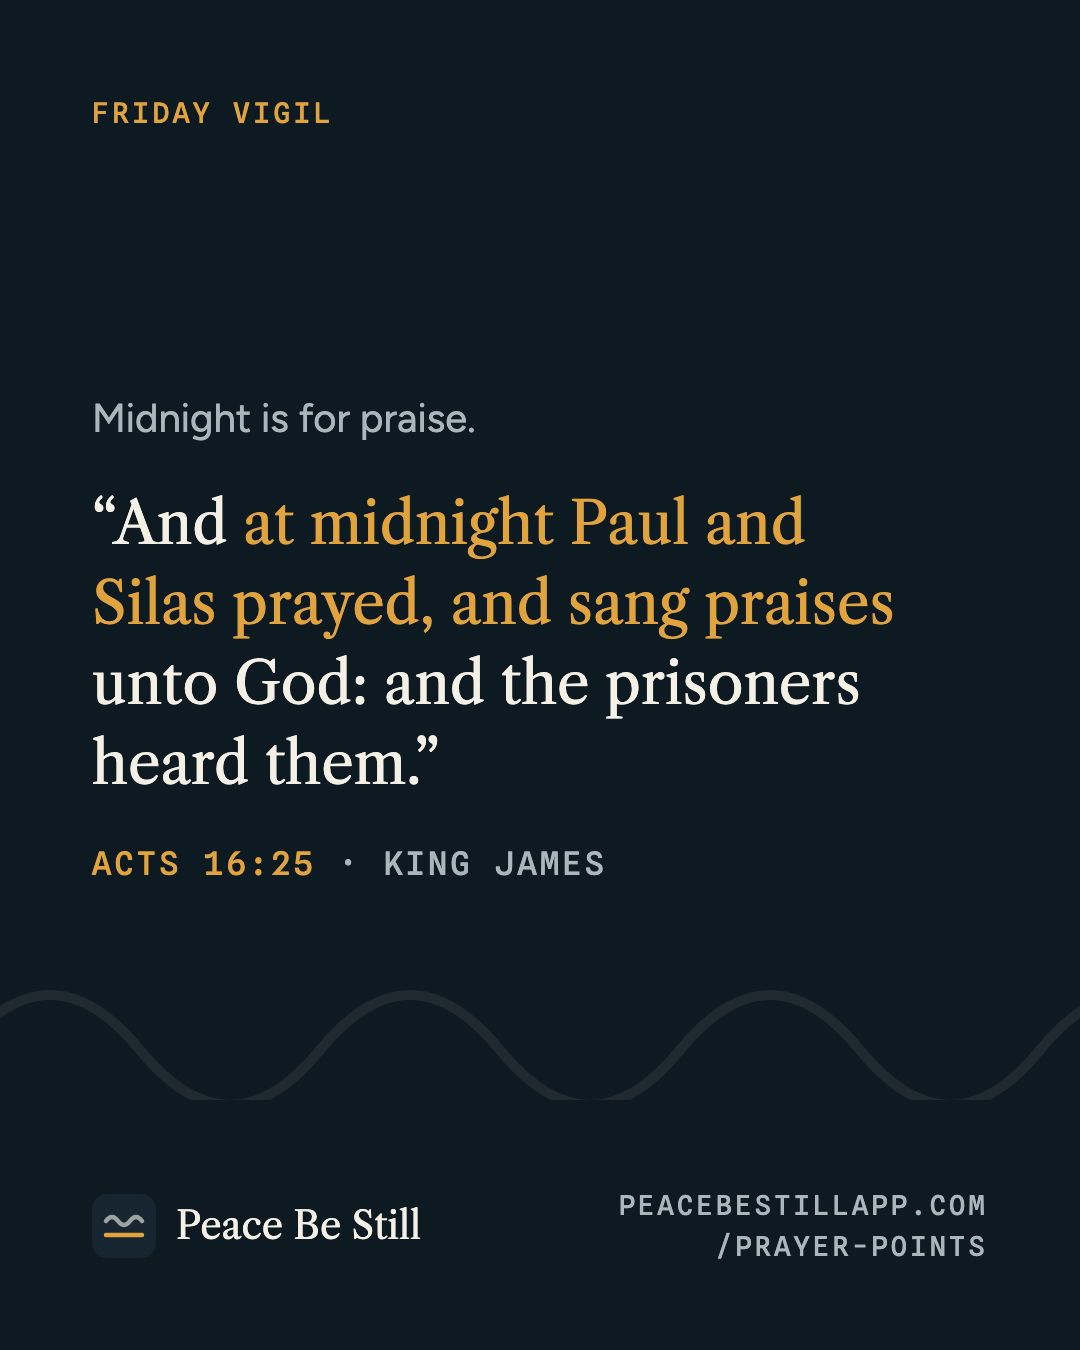 FRIDAY VIGIL
Midnight is for praise.
“And at midnight Paul and
Silas prayed, and sang praises
unto God: and the prisoners
heard them.”
ACTS 16:25 · KING JAMES
Peace Be Still
PEACEBESTILLAPP.COM
/PRAYER-POINTS